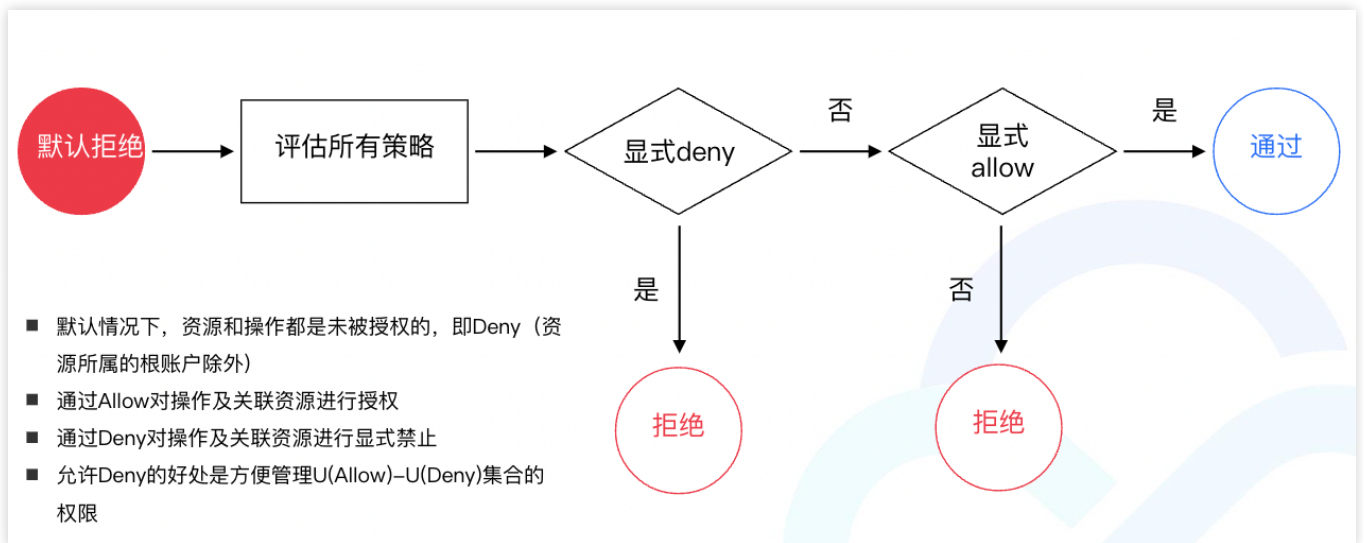 默认拒绝
评估所有策略
显式deny
否
显式
allow
是
通过
是
否
拒绝
拒绝
■ 默认情况下，资源和操作都是未被授权的，即Deny（资
源所属的根账户除外）
■ 通过Allow对操作及关联资源进行授权
■ 通过Deny对操作及关联资源进行显式禁止
■ 允许Deny的好处是方便管理U(Allow)–U(Deny)集合的
权限